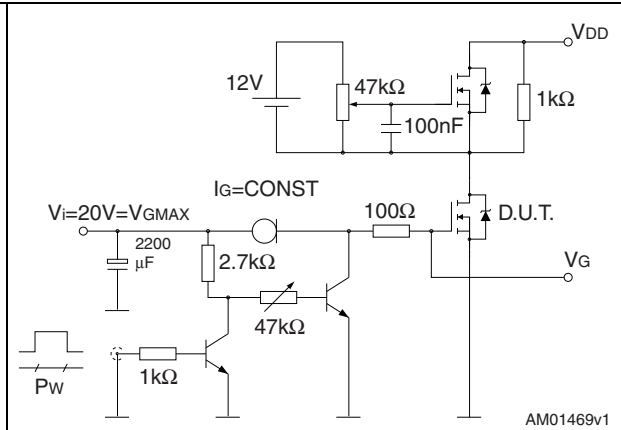 VDD
12V
47kΩ
1kΩ
100nF
IG=CONST
Vi=20V=VGMAX
100Ω
D.U.T.
2200
μF
2.7kΩ
VG
47kΩ
1kΩ
PW
AM01469v1